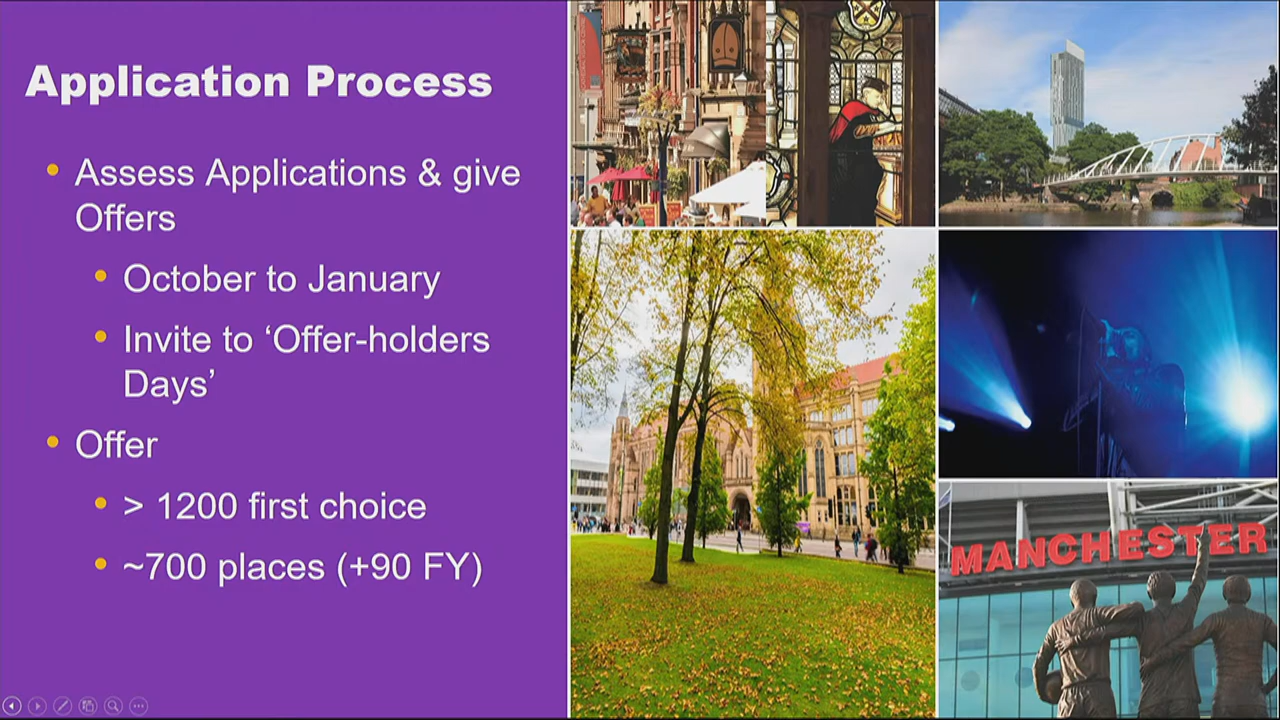 Application Process
• Assess Applications & give
Offers
• October to January
• Invite to ‘Offer-holders
Days’
• Offer
• > 1200 first choice
• ~700 places (+90 FY)
MANCHESTER